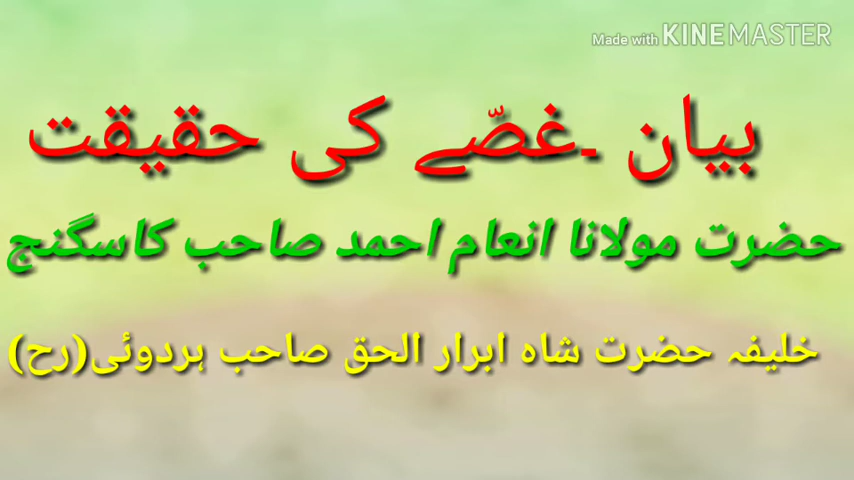 Made with KINEMASTER
بیان ۔غصّے کی حقیقت
حضرت مولانا انعام احمد صاحب کاسگنج
خلیفہ حضرت شاہ ابرار الحق صاحب ہردوئی(رح)